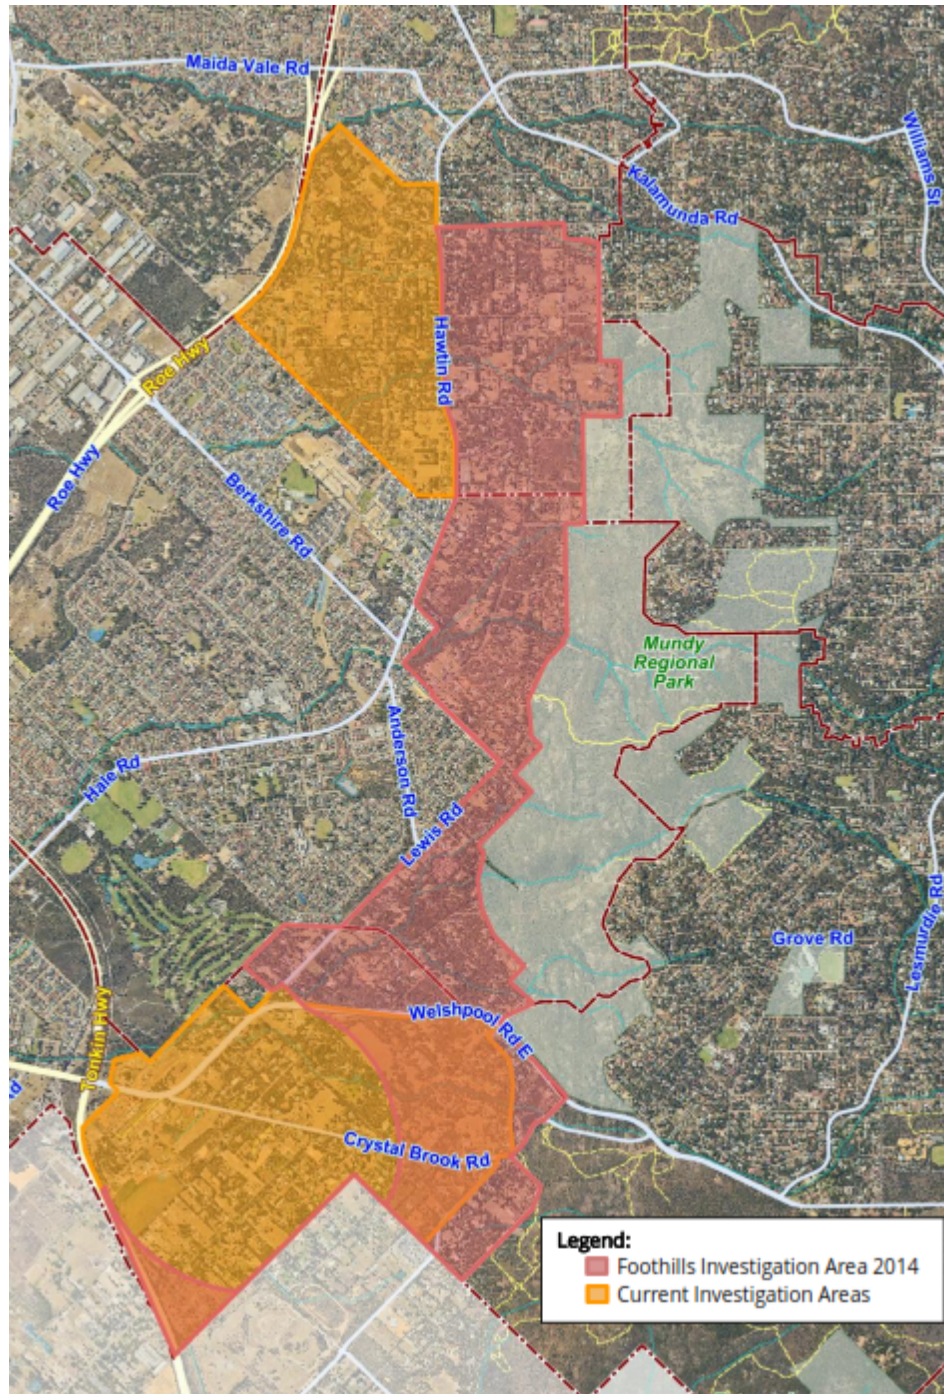 Maida Vale Rd
Williams St
Kalamunda Rd
Hawtin Rd
Roe Hwy
Roe Hwy
Berkshire Rd
Mundy
Regional
Park
Anderson Rd
Hale Rd
Lewis Rd
Lesmurdie Rd
Grove Rd
Welshpool Rd E
Tonkin Hwy
Crystal Brook Rd
Legend:
Foothills Investigation Area 2014
Current Investigation Areas